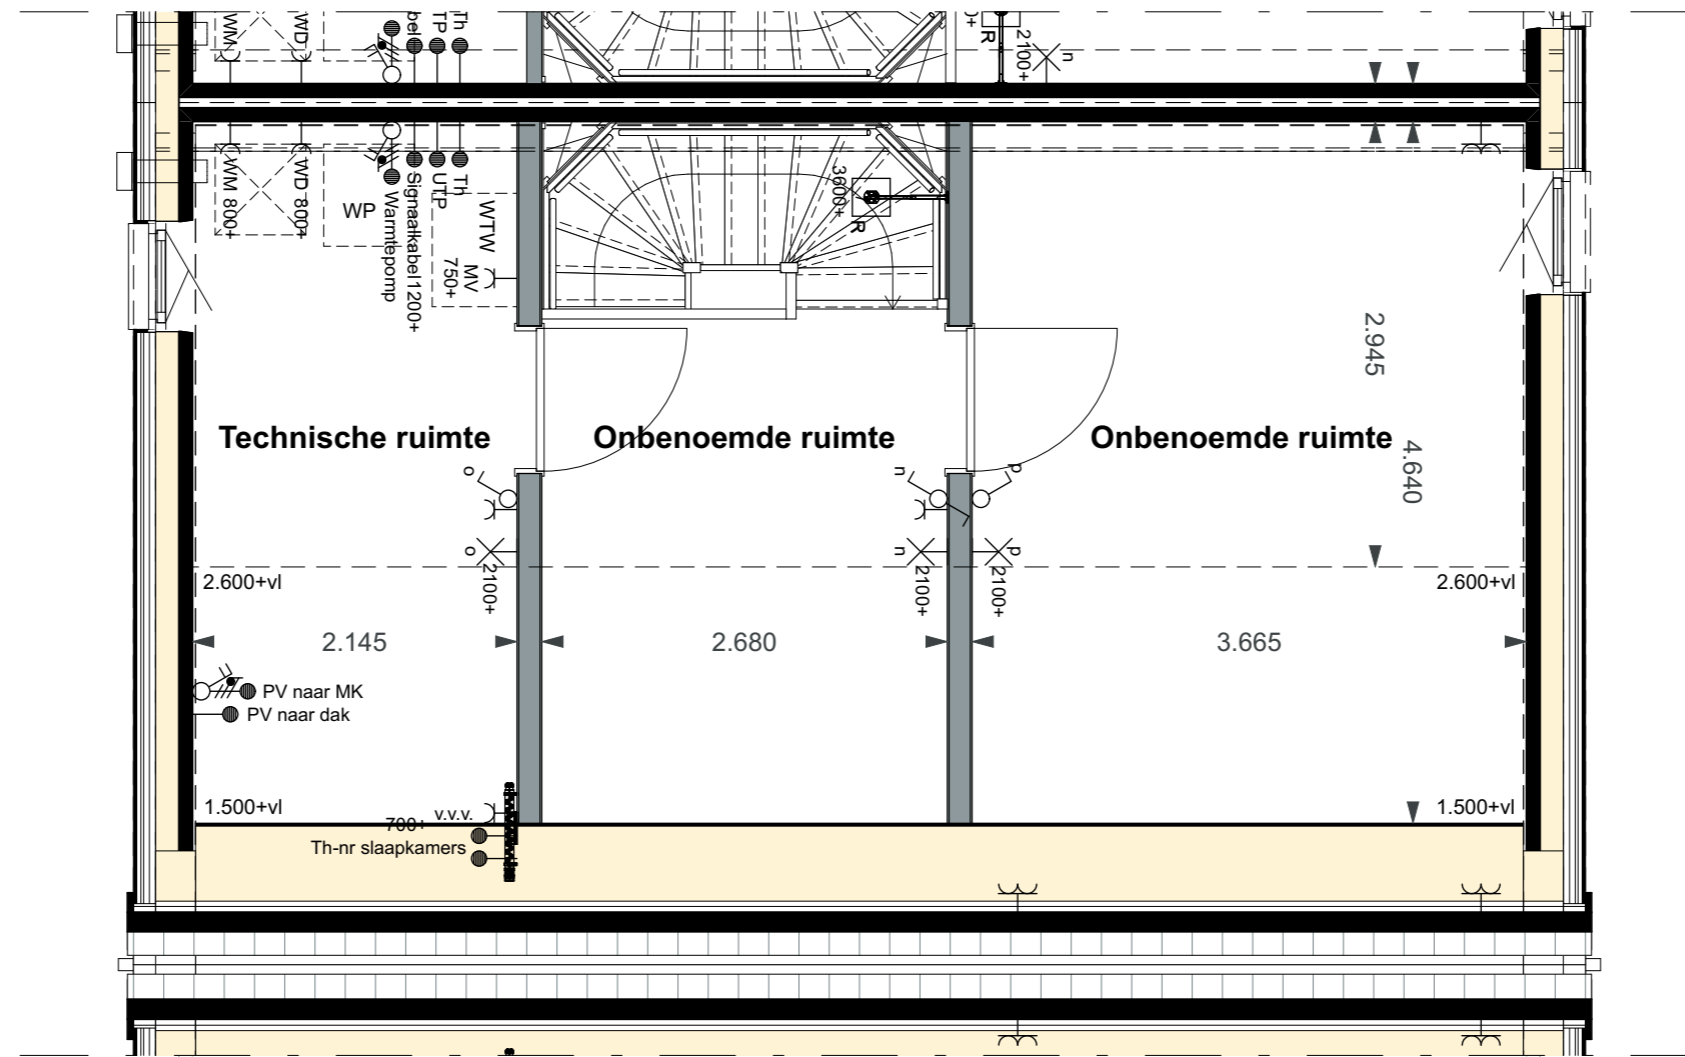 WM
WD
bel
TP
Th
R
2100+
n
WM 800+
WD 800+
WP
Warmtepomp
Signaalkabel1200+
UTP
Th
WTW
MV
750+
3600+
R
2.945
Technische ruimte
Onbenoemde ruimte
Onbenoemde ruimte
4.640
o
n
p
o
n
p
2100+
2100+
2100+
2.600+vl
2.600+vl
2.145
2.680
3.665
PV naar MK
PV naar dak
1.500+vl
1.500+vl
v.v.v.
700+
Th-nr slaapkamers